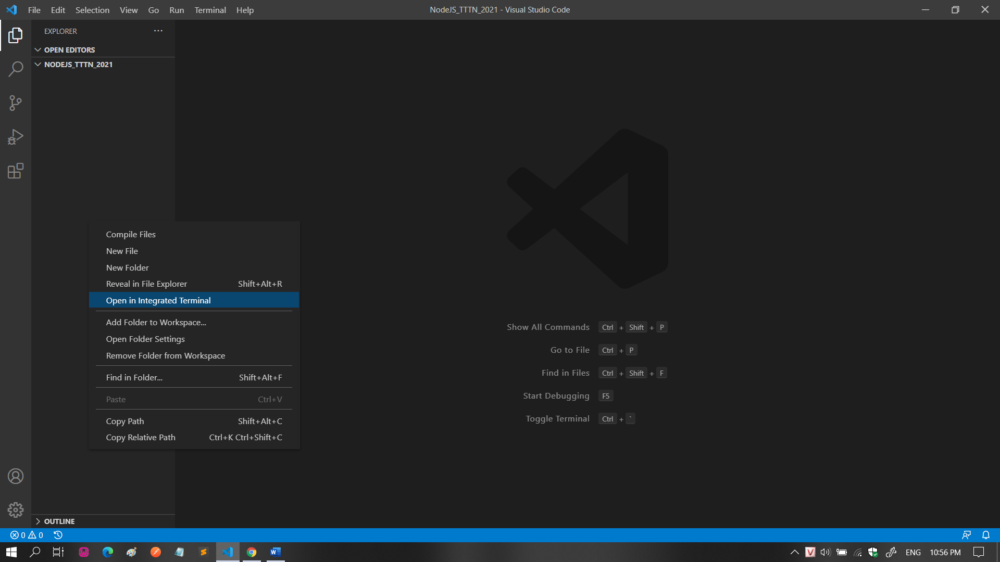 File Edit Selection View Go Run Terminal Help
NodeJS_TTTN_2021 - Visual Studio Code
EXPLORER
OPEN EDITORS
NODEJS_TTTN_2021
Compile Files
New File
New Folder
Reveal in File Explorer Shift+Alt+R
Open in Integrated Terminal
Add Folder to Workspace...
Open Folder Settings
Remove Folder from Workspace
Find in Folder... Shift+Alt+F
Paste Ctrl+V
Copy Path Shift+Alt+C
Copy Relative Path Ctrl+K Ctrl+Shift+C
Show All Commands Ctrl + Shift + P
Go to File Ctrl + P
Find in Files Ctrl + Shift + F
Start Debugging F5
Toggle Terminal Ctrl + `
OUTLINE
0 0
ENG 10:56 PM